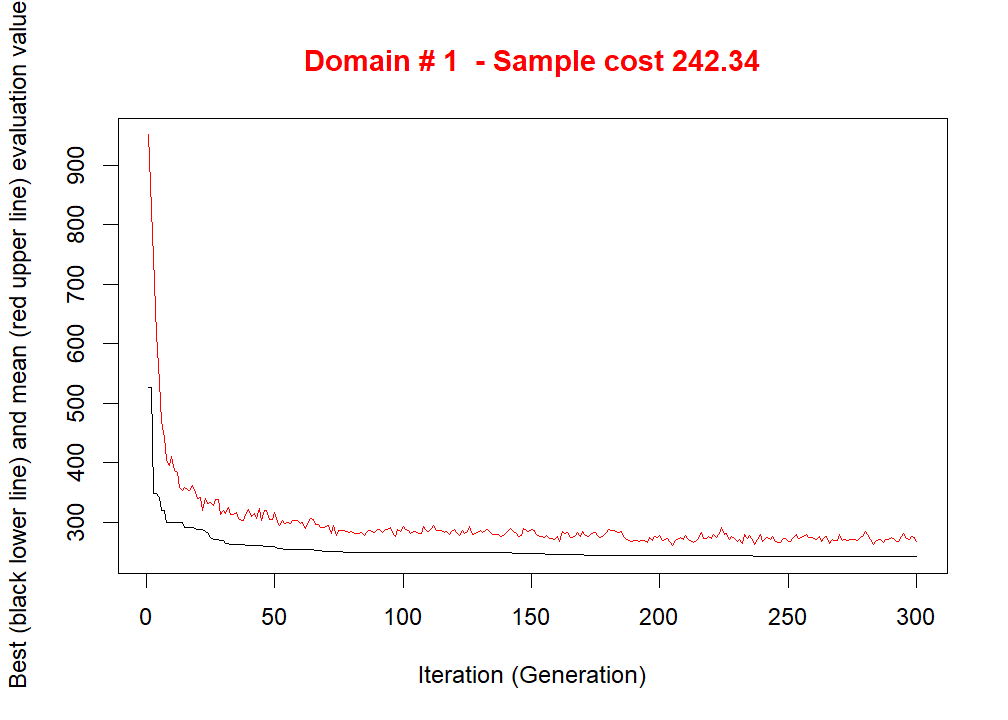 Domain # 1  - Sample cost 242.34
Best (black lower line) and mean (red upper line) evaluation value
900
800
700
600
500
400
300
0 50 100 150 200 250 300
Iteration (Generation)